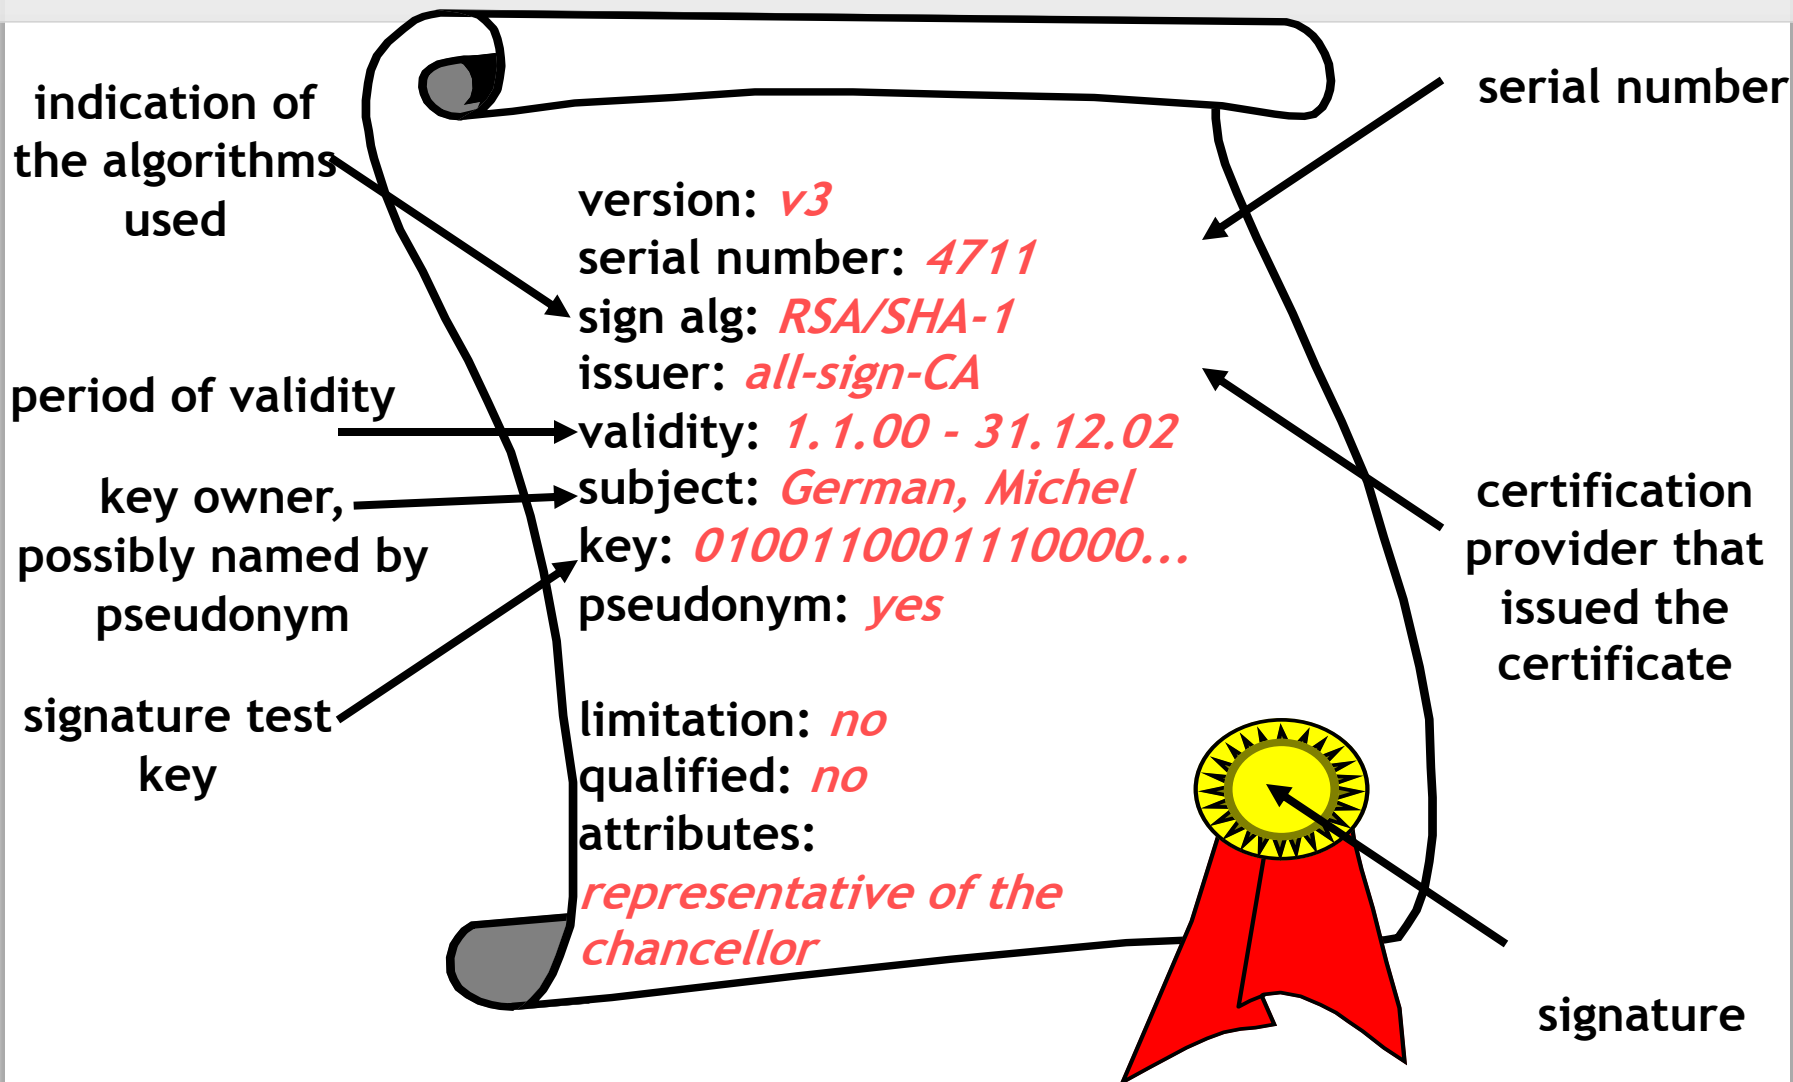 indication of
the algorithms
used
period of validity
key owner,
possibly named by
pseudonym
signature test
key
version: v3
serial number: 4711
sign alg: RSA/SHA-1
issuer: all-sign-CA
validity: 1.1.00 - 31.12.02
subject: German, Michel
key: 0100110001110000...
pseudonym: yes
limitation: no
qualified: no
attributes:
representative of the
chancellor
serial number
certification
provider that
issued the
certificate
signature